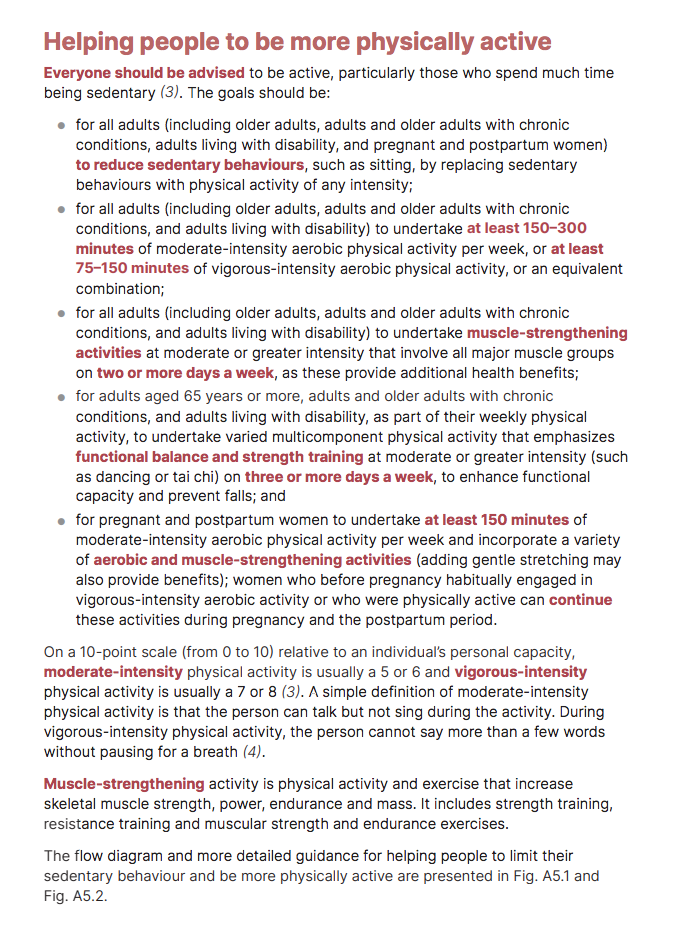 Helping people to be more physically active
Everyone should be advised to be active, particularly those who spend much time
being sedentary (3). The goals should be:
• for all adults (including older adults, adults and older adults with chronic
conditions, adults living with disability, and pregnant and postpartum women)
to reduce sedentary behaviours, such as sitting, by replacing sedentary
behaviours with physical activity of any intensity;
• for all adults (including older adults, adults and older adults with chronic
conditions, and adults living with disability) to undertake at least 150–300
minutes of moderate-intensity aerobic physical activity per week, or at least
75–150 minutes of vigorous-intensity aerobic physical activity, or an equivalent
combination;
• for all adults (including older adults, adults and older adults with chronic
conditions, and adults living with disability) to undertake muscle-strengthening
activities at moderate or greater intensity that involve all major muscle groups
on two or more days a week, as these provide additional health benefits;
• for adults aged 65 years or more, adults and older adults with chronic
conditions, and adults living with disability, as part of their weekly physical
activity, to undertake varied multicomponent physical activity that emphasizes
functional balance and strength training at moderate or greater intensity (such
as dancing or tai chi) on three or more days a week, to enhance functional
capacity and prevent falls; and
• for pregnant and postpartum women to undertake at least 150 minutes of
moderate-intensity aerobic physical activity per week and incorporate a variety
of aerobic and muscle-strengthening activities (adding gentle stretching may
also provide benefits); women who before pregnancy habitually engaged in
vigorous-intensity aerobic activity or who were physically active can continue
these activities during pregnancy and the postpartum period.
On a 10-point scale (from 0 to 10) relative to an individual's personal capacity,
moderate-intensity physical activity is usually a 5 or 6 and vigorous-intensity
physical activity is usually a 7 or 8 (3). A simple definition of moderate-intensity
physical activity is that the person can talk but not sing during the activity. During
vigorous-intensity physical activity, the person cannot say more than a few words
without pausing for a breath (4).
Muscle-strengthening activity is physical activity and exercise that increase
skeletal muscle strength, power, endurance and mass. It includes strength training,
resistance training and muscular strength and endurance exercises.
The flow diagram and more detailed guidance for helping people to limit their
sedentary behaviour and be more physically active are presented in Fig. A5.1 and
Fig. A5.2.